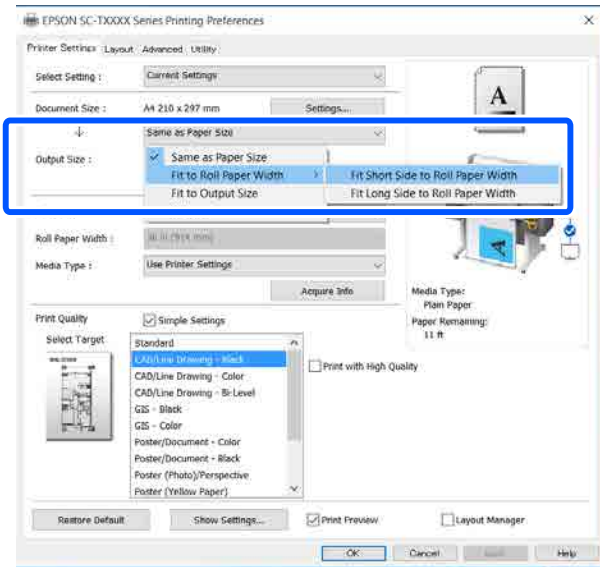 EPSON SC-TXXXX Series Printing Preferences
Printer Settings Layout Advanced Utility
Select Setting : Current Settings
Document Size : A4 210 x 297 mm Settings...
A
Same as Paper Size
Output Size : Same as Paper Size
Fit to Roll Paper Width Fit Short Side to Roll Paper Width
Fit to Output Size Fit Long Side to Roll Paper Width
Roll Paper Width :
Media Type : Use Printer Settings
Acquire Info
Media Type:
Plain Paper
Paper Remaining:
11 ft
Print Quality Simple Settings
Select Target
Standard
CAD/Line Drawing - Black
Print with High Quality
CAD/Line Drawing - Color
CAD/Line Drawing - Bi-Level
GIS - Black
GIS - Color
Poster/Document - Color
Poster/Document - Black
Poster (Photo)/Perspective
Poster (Yellow Paper)
Restore Default Show Settings... Print Preview Layout Manager
OK Cancel Help